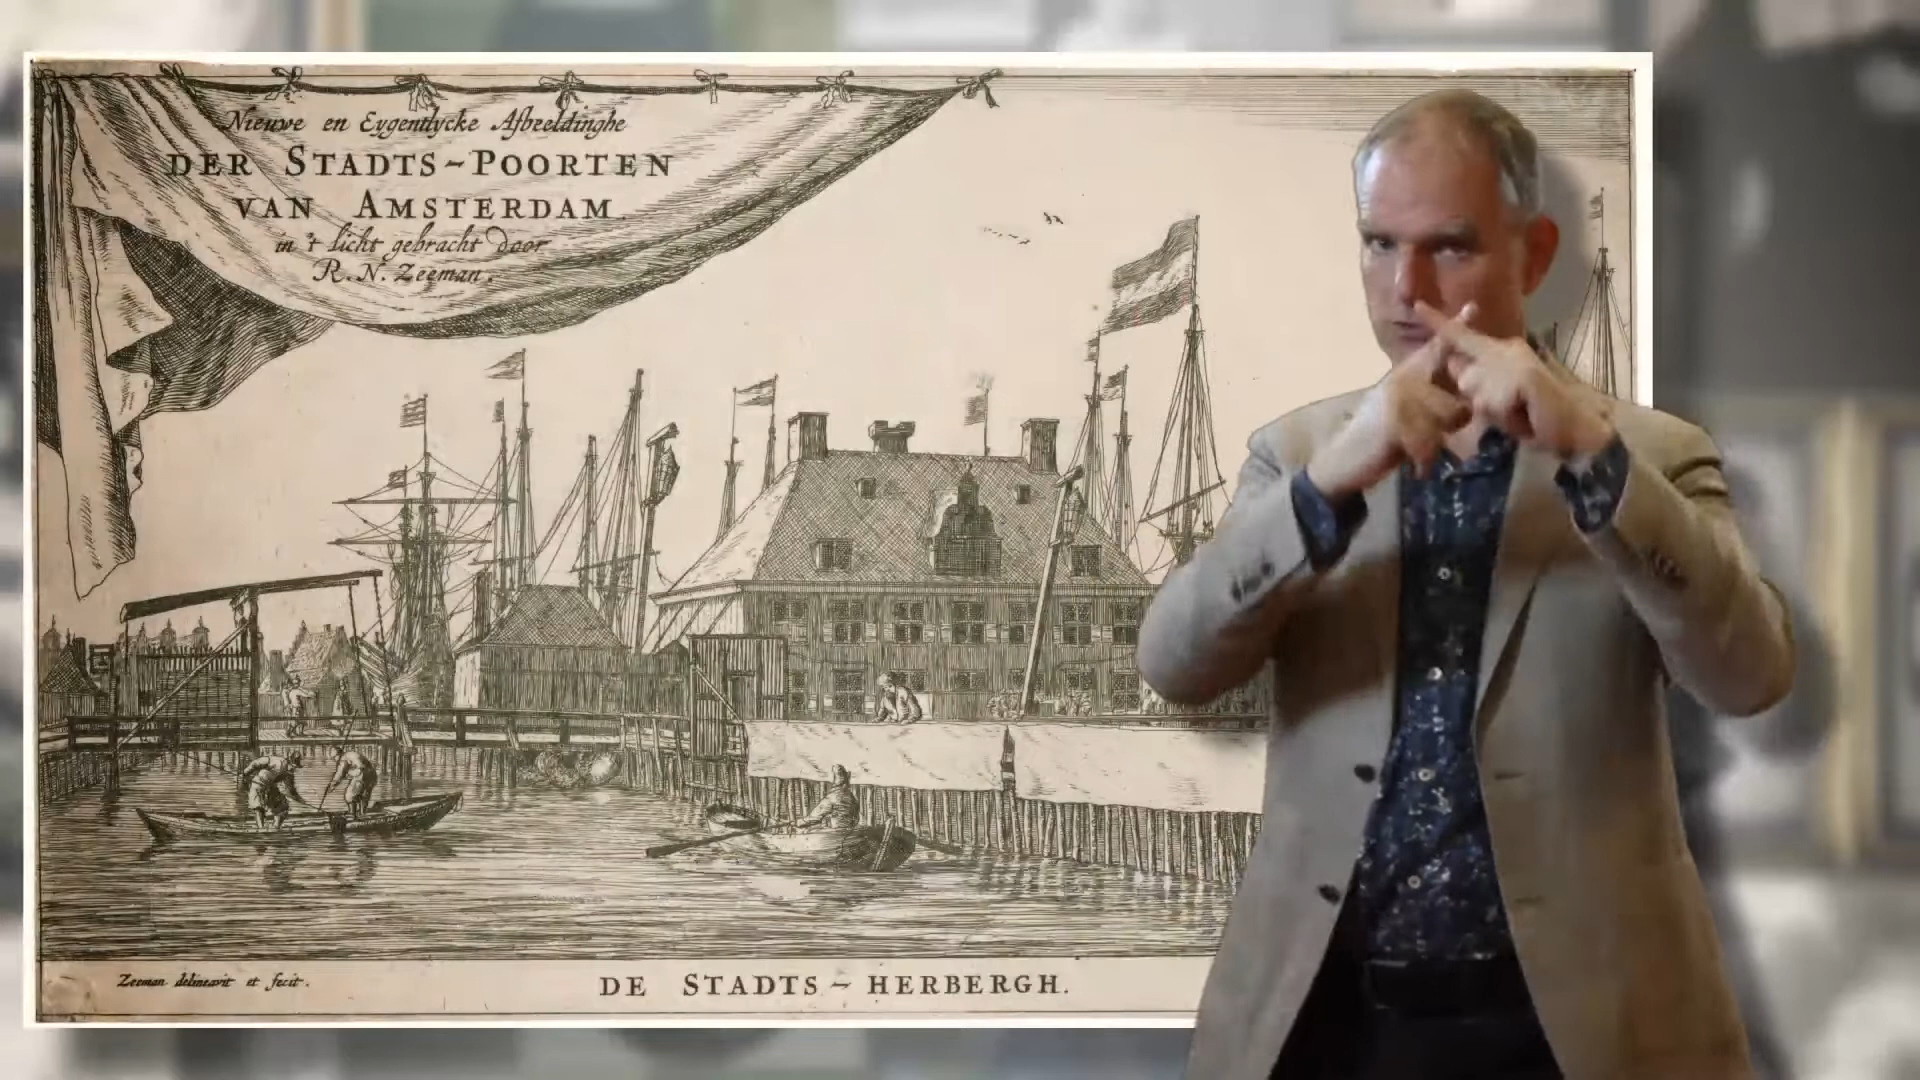 Nieuwe en Eygentlycke Afbeeldinghe
DER STADTS-POORTEN
VAN AMSTERDAM.
in 't licht gebracht door
R. N. Zeeman.
Zeeman delineavit et fecit.
DE STADTS-HERBERGH.